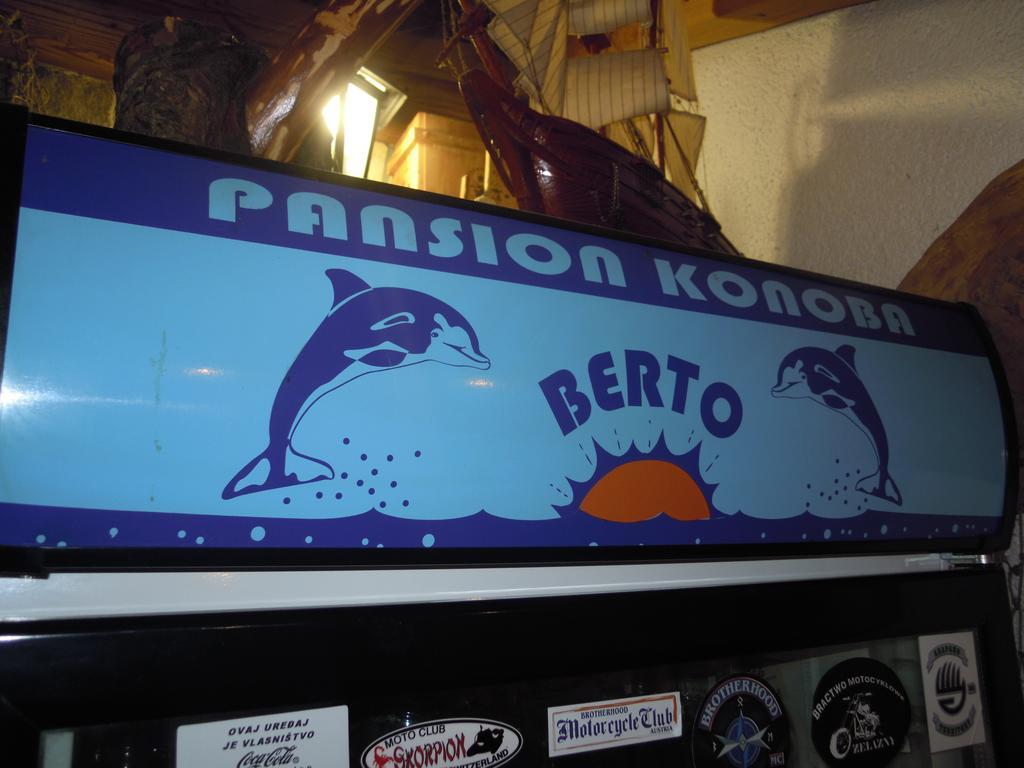 PANSION KONOBA
BERTO
OVAJ UREĐAJ
JE VLASNIŠTVO
Coca-Cola
MOTO CLUB
SKORPION
SWITZERLAND
BROTHERHOOD
Motorcycle Club
AUSTRIA
BROTHERHOOD
MCI
BRACTWO MOTOCYKLOWE
ŻELAZNY